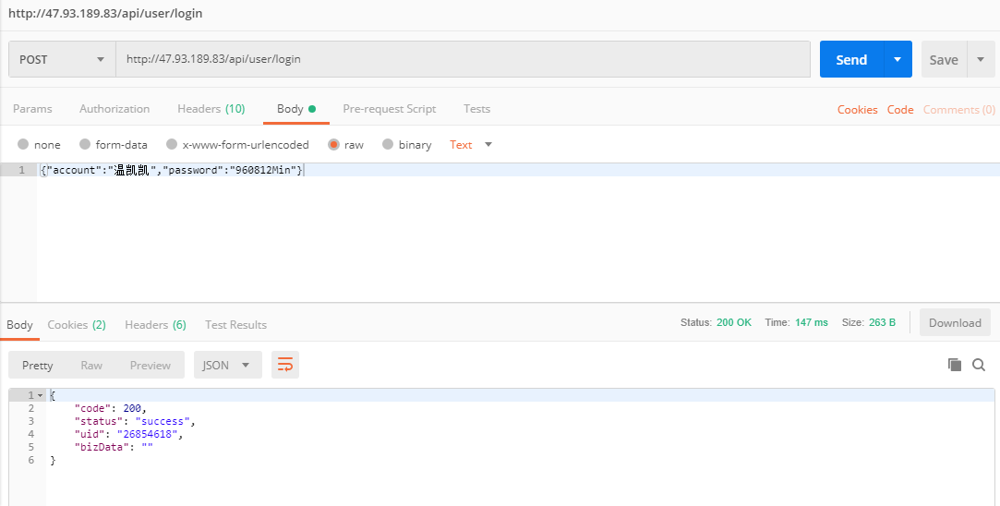 http://47.93.189.83/api/user/login
POST http://47.93.189.83/api/user/login Send Save
Params Authorization Headers (10) Body Pre-request Script Tests Cookies Code Comments (0)
none form-data x-www-form-urlencoded raw binary Text
1 {"account":"温凯凯","password":"960812Min"}
Body Cookies (2) Headers (6) Test Results Status: 200 OK Time: 147 ms Size: 263 B Download
Pretty Raw Preview JSON
1 {
2 "code": 200,
3 "status": "success",
4 "uid": "26854618",
5 "bizData": ""
6 }